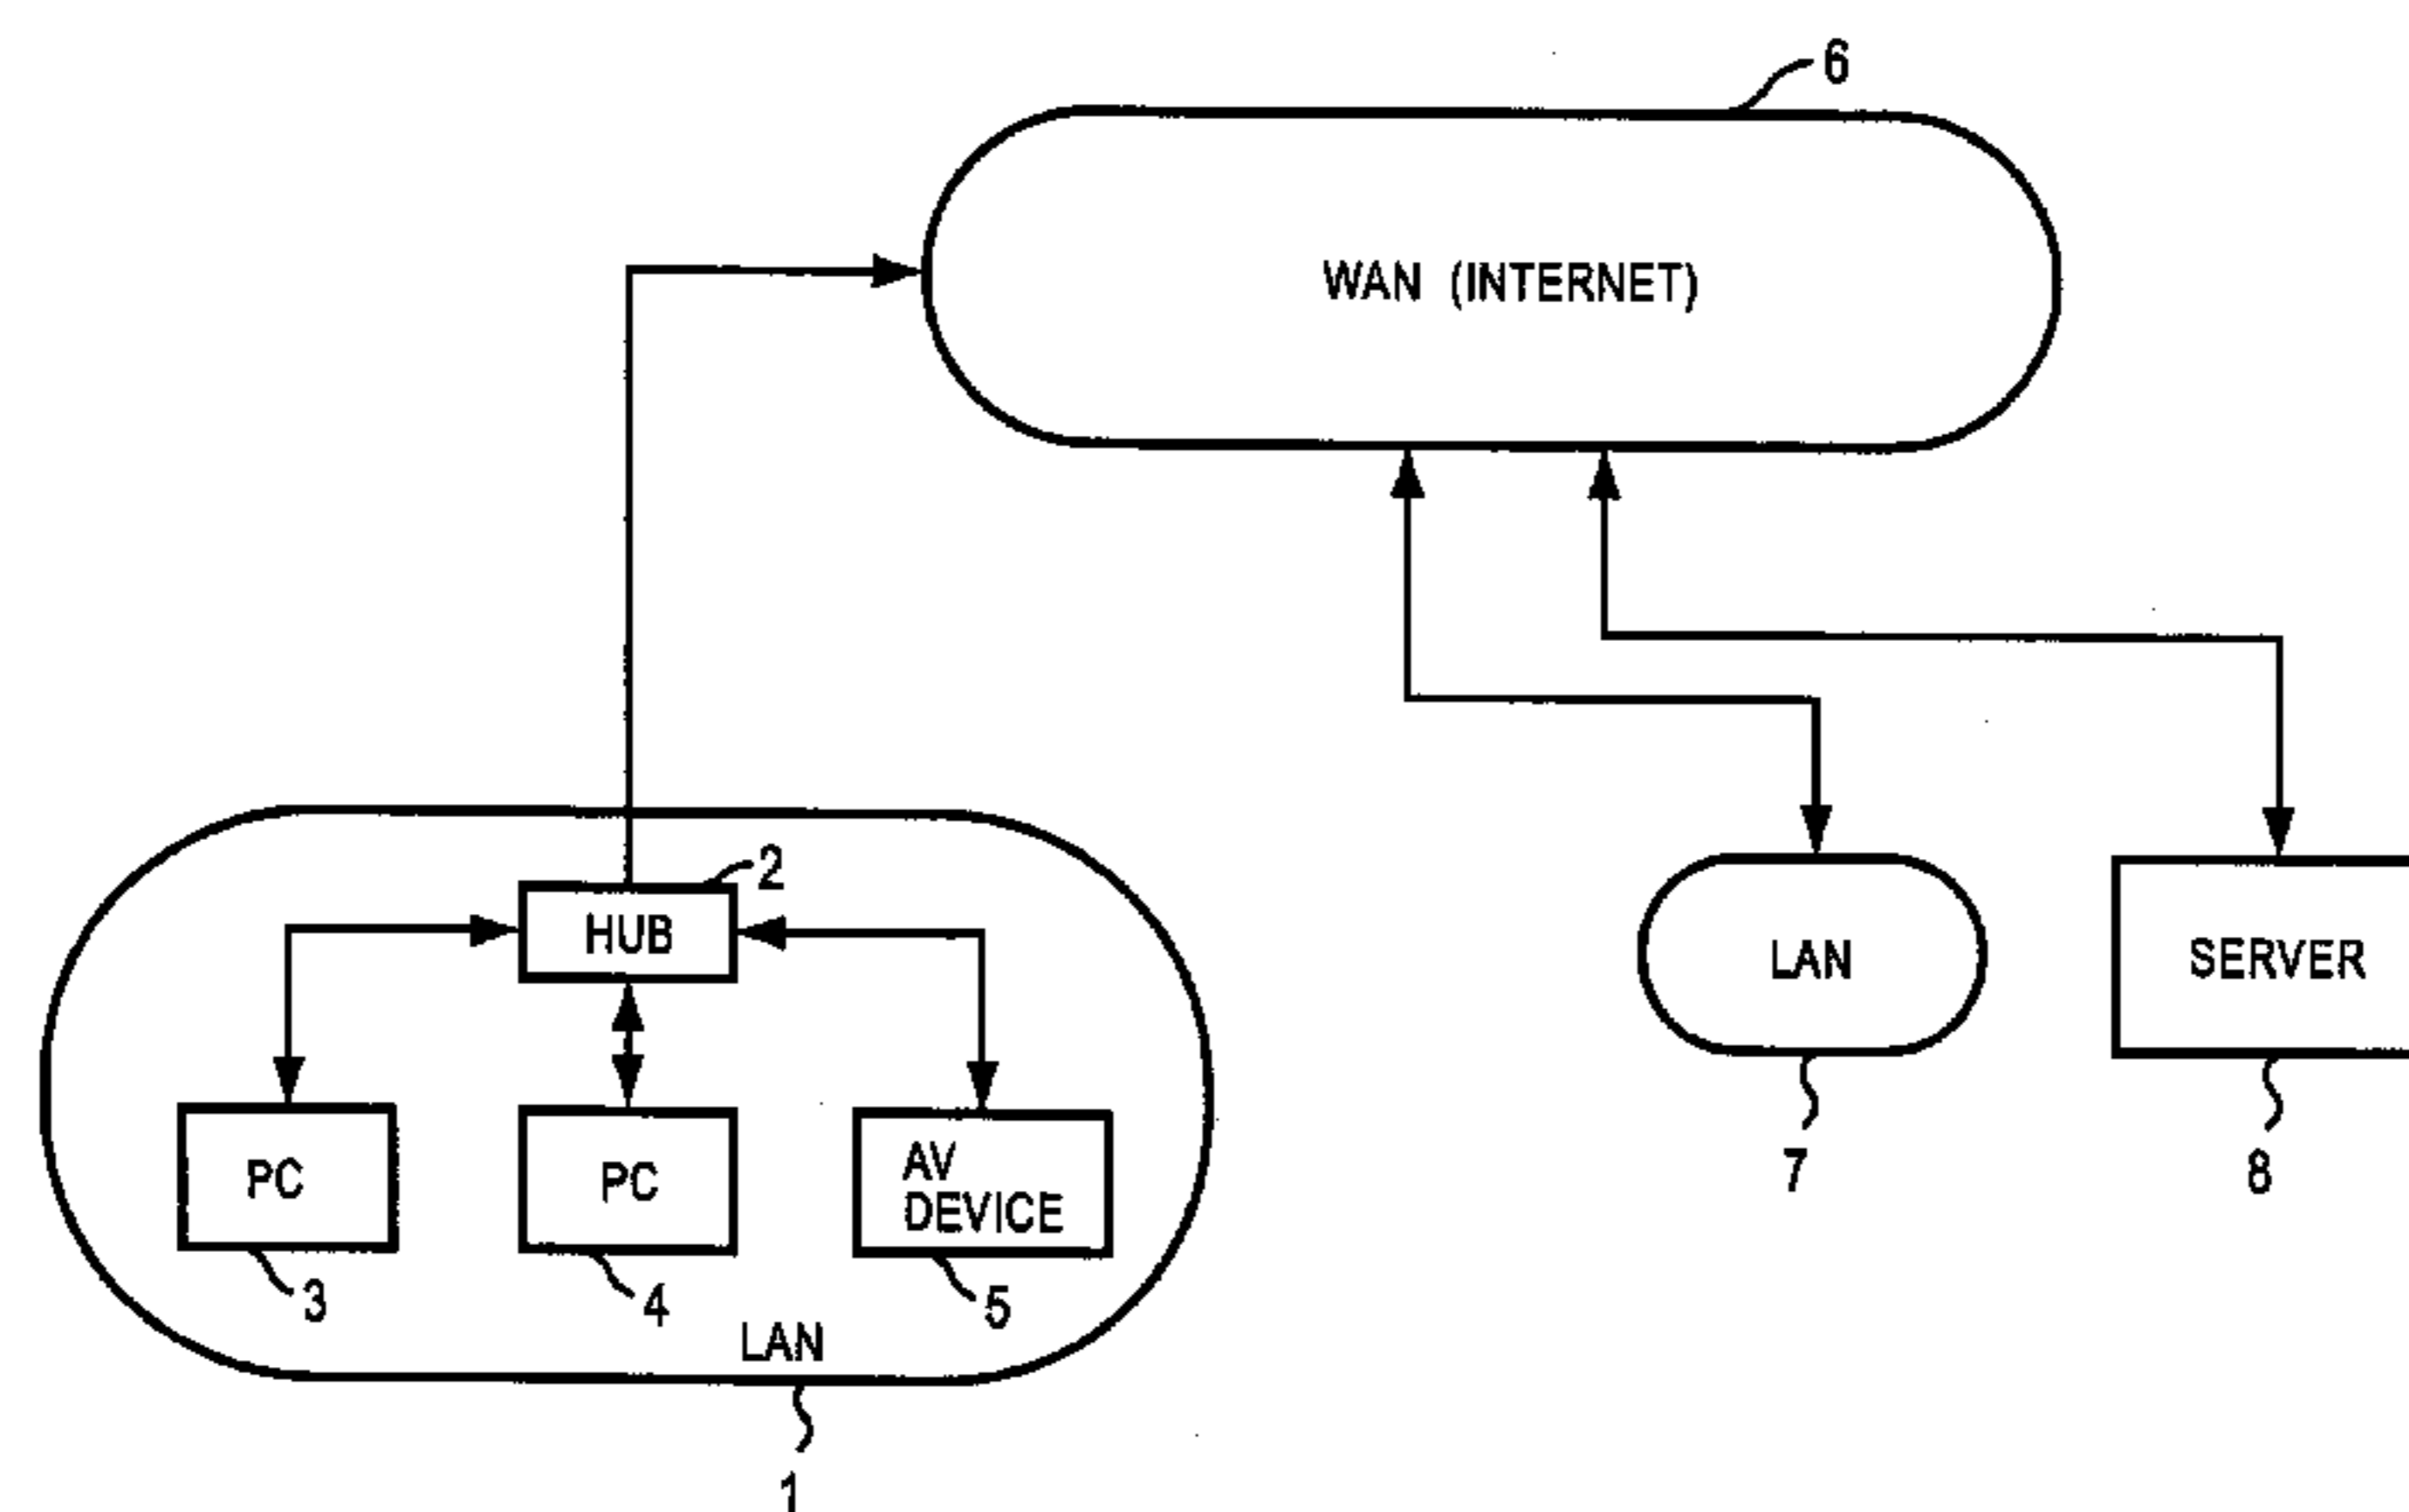 6
WAN (INTERNET)
2
HUB
LAN
SERVER
PC
PC
AV
DEVICE
7
8
3
4
5
LAN
1